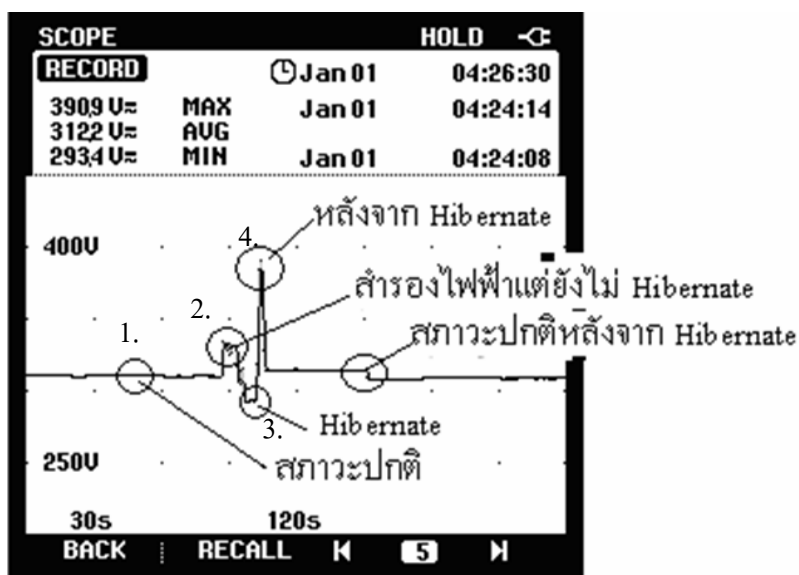 SCOPE HOLD
RECORD Jan 01 04:26:30
390,9 V≂ MAX Jan 01 04:24:14
312,2 V≂ AVG
293,4 V≂ MIN Jan 01 04:24:08
หลังจาก Hibernate
4.
400V
สำรองไฟฟ้าแต่ยังไม่ Hibernate
2.
สภาวะปกติหลังจาก Hibernate
1.
3. Hibernate
250V
สภาวะปกติ
30s 120s
BACK RECALL 5